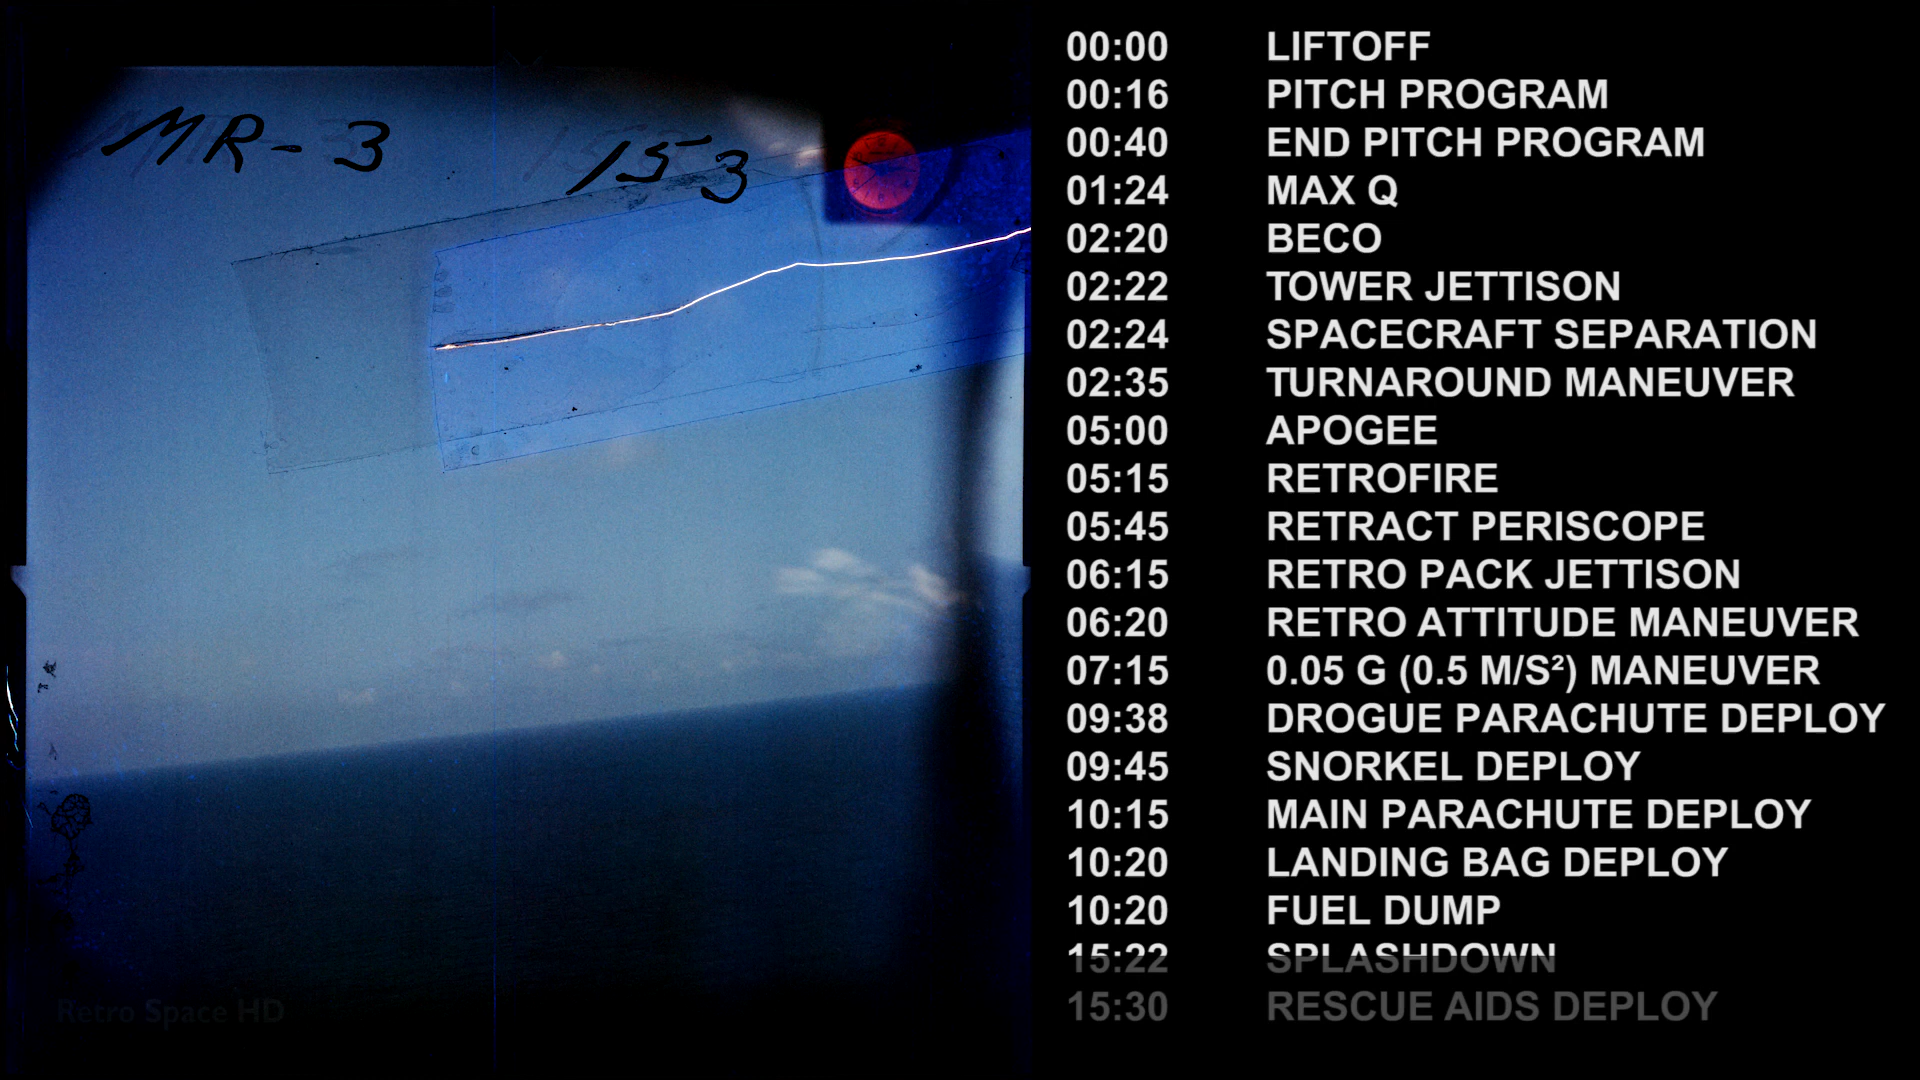 MR-3 153
00:00 LIFTOFF
00:16 PITCH PROGRAM
00:40 END PITCH PROGRAM
01:24 MAX Q
02:20 BECO
02:22 TOWER JETTISON
02:24 SPACECRAFT SEPARATION
02:35 TURNAROUND MANEUVER
05:00 APOGEE
05:15 RETROFIRE
05:45 RETRACT PERISCOPE
06:15 RETRO PACK JETTISON
06:20 RETRO ATTITUDE MANEUVER
07:15 0.05 G (0.5 M/S²) MANEUVER
09:38 DROGUE PARACHUTE DEPLOY
09:45 SNORKEL DEPLOY
10:15 MAIN PARACHUTE DEPLOY
10:20 LANDING BAG DEPLOY
10:20 FUEL DUMP
15:22 SPLASHDOWN
15:30 RESCUE AIDS DEPLOY
Retro Space HD